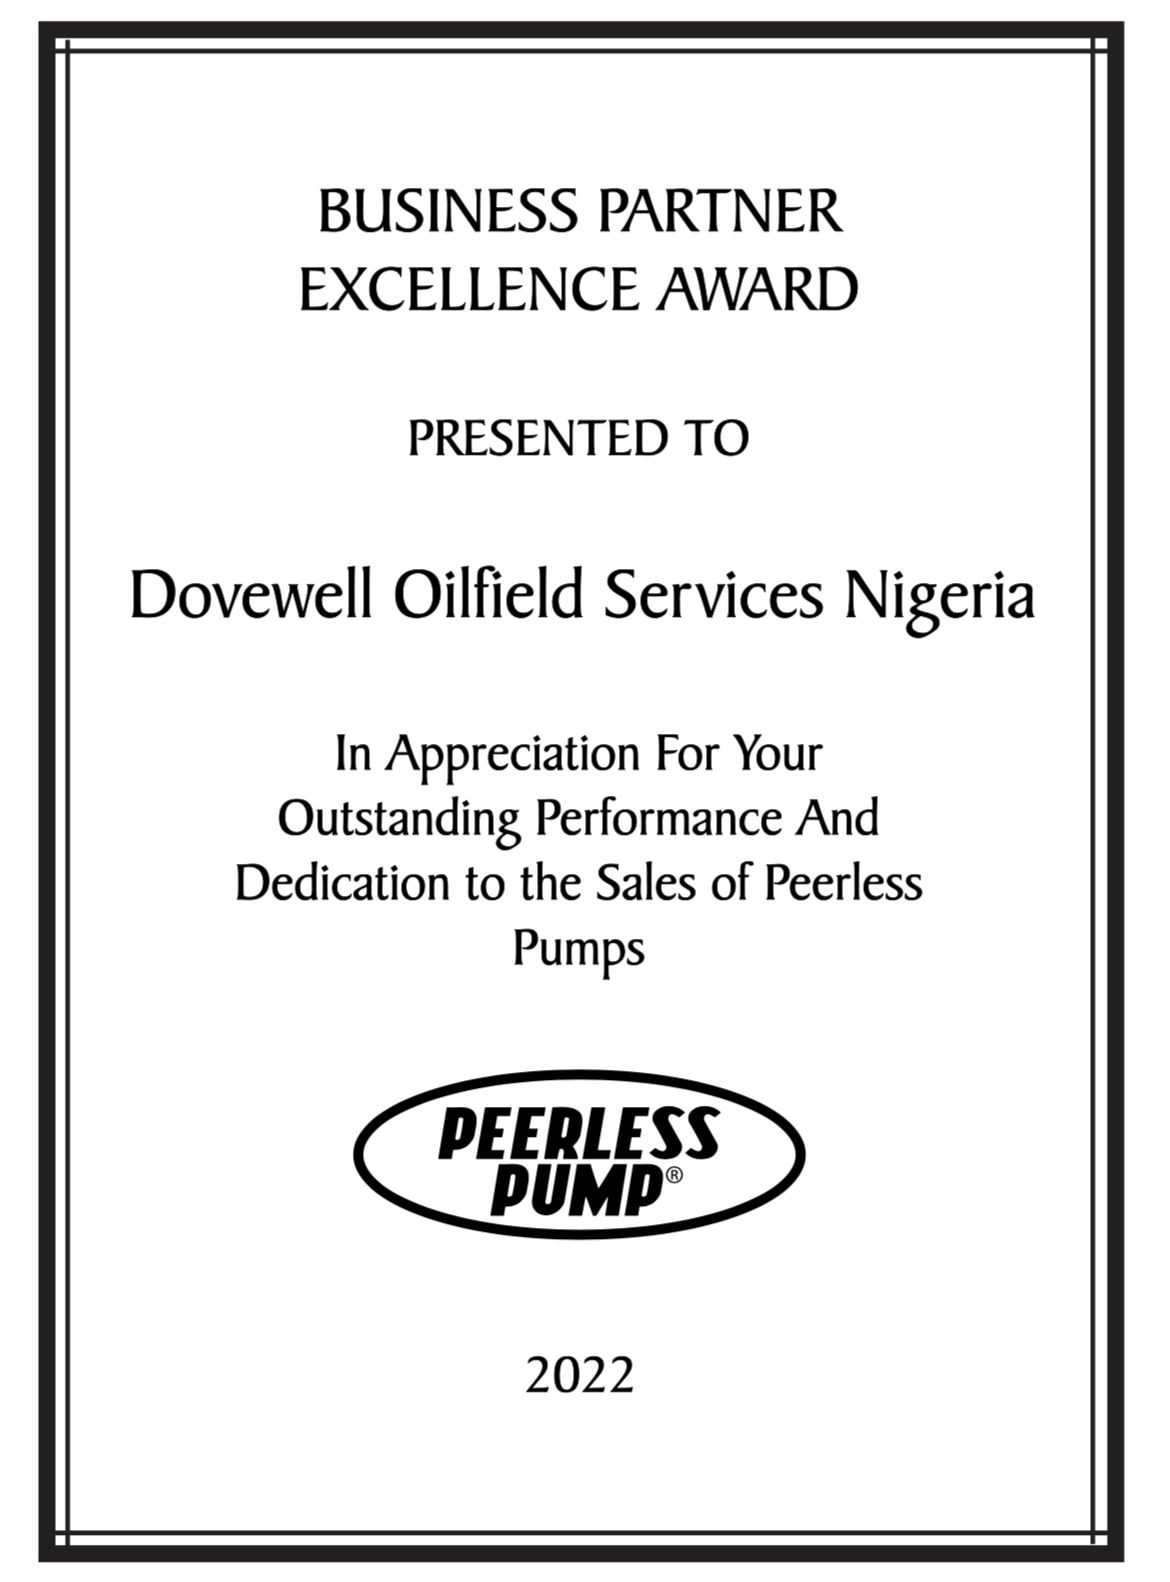 BUSINESS PARTNER
EXCELLENCE AWARD
PRESENTED TO
Dovewell Oilfield Services Nigeria
In Appreciation For Your
Outstanding Performance And
Dedication to the Sales of Peerless
Pumps
PEERLESS
PUMP®
2022